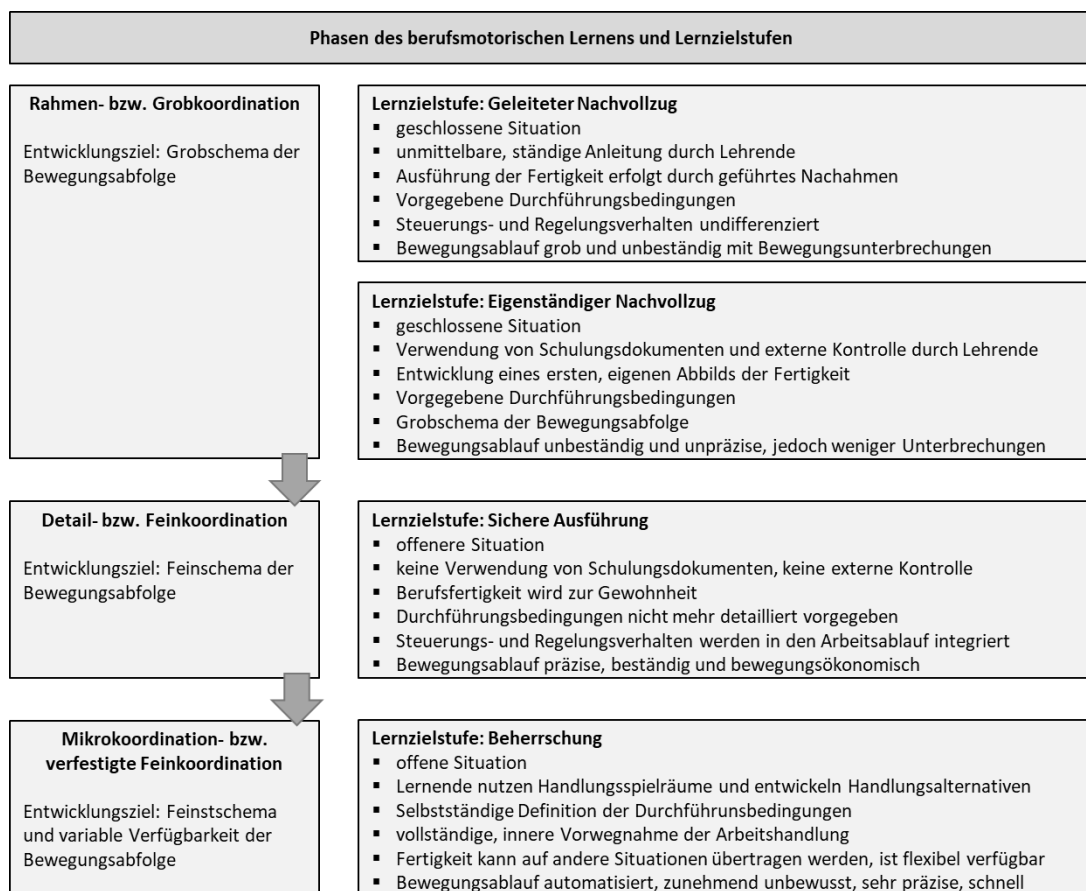 Phasen des berufsmotorischen Lernens und Lernzielstufen
Rahmen- bzw. Grobkoordination
Entwicklungsziel: Grobschema der
Bewegungsabfolge
Lernzielstufe: Geleiteter Nachvollzug
▪ geschlossene Situation
▪ unmittelbare, ständige Anleitung durch Lehrende
▪ Ausführung der Fertigkeit erfolgt durch geführtes Nachahmen
▪ Vorgegebene Durchführungsbedingungen
▪ Steuerungs- und Regelungsverhalten undifferenziert
▪ Bewegungsablauf grob und unbeständig mit Bewegungsunterbrechungen
Lernzielstufe: Eigenständiger Nachvollzug
▪ geschlossene Situation
▪ Verwendung von Schulungsdokumenten und externe Kontrolle durch Lehrende
▪ Entwicklung eines ersten, eigenen Abbilds der Fertigkeit
▪ Vorgegebene Durchführungsbedingungen
▪ Grobschema der Bewegungsabfolge
▪ Bewegungsablauf unbeständig und unpräzise, jedoch weniger Unterbrechungen
Detail- bzw. Feinkoordination
Entwicklungsziel: Feinschema der
Bewegungsabfolge
Lernzielstufe: Sichere Ausführung
▪ offenere Situation
▪ keine Verwendung von Schulungsdokumenten, keine externe Kontrolle
▪ Berufsfertigkeit wird zur Gewohnheit
▪ Durchführungsbedingungen nicht mehr detailliert vorgegeben
▪ Steuerungs- und Regelungsverhalten werden in den Arbeitsablauf integriert
▪ Bewegungsablauf präzise, beständig und bewegungsökonomisch
Mikrokoordination- bzw.
verfestigte Feinkoordination
Entwicklungsziel: Feinstschema
und variable Verfügbarkeit der
Bewegungsabfolge
Lernzielstufe: Beherrschung
▪ offene Situation
▪ Lernende nutzen Handlungsspielräume und entwickeln Handlungsalternativen
▪ Selbstständige Definition der Durchführunsbedingungen
▪ vollständige, innere Vorwegnahme der Arbeitshandlung
▪ Fertigkeit kann auf andere Situationen übertragen werden, ist flexibel verfügbar
▪ Bewegungsablauf automatisiert, zunehmend unbewusst, sehr präzise, schnell